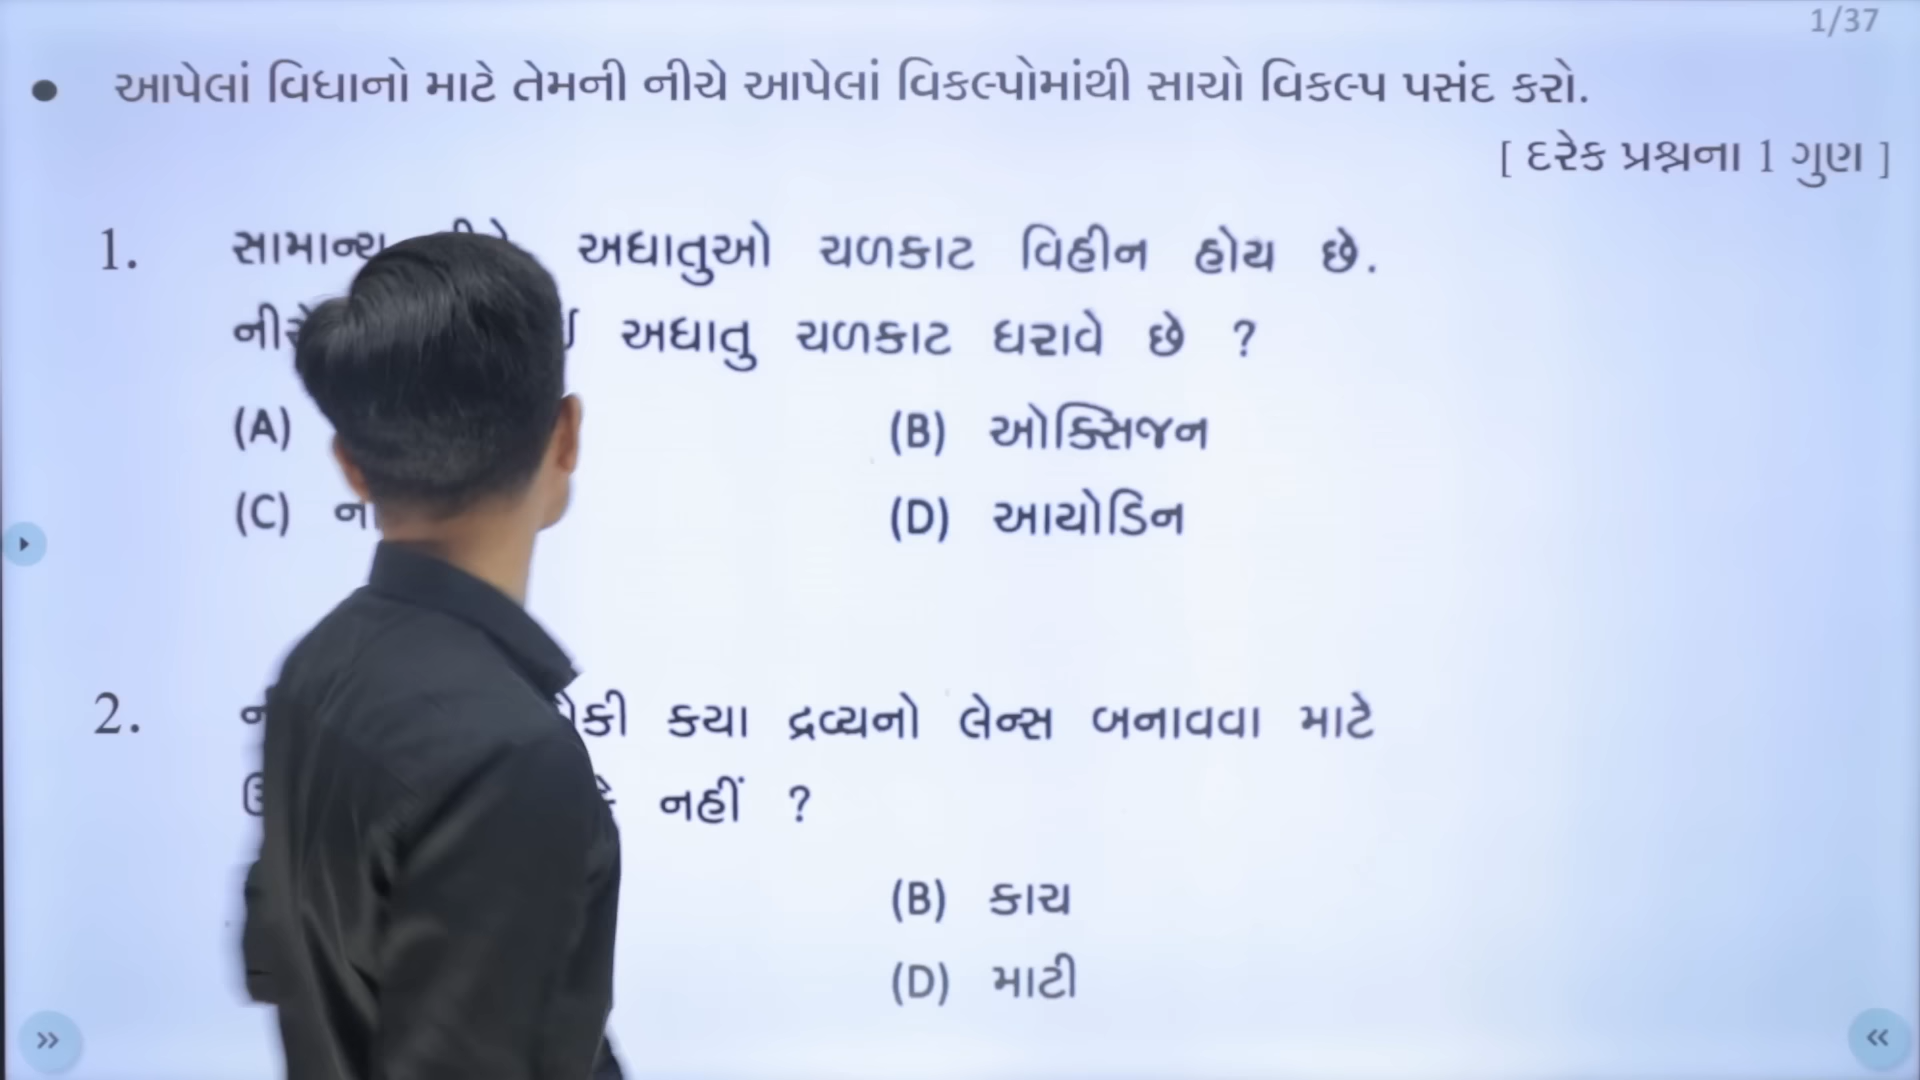 1/37
● આપેલાં વિધાનો માટે તેમની નીચે આપેલાં વિકલ્પોમાંથી સાચો વિકલ્પ પસંદ કરો.
[ દરેક પ્રશ્નના 1 ગુણ ]
1. સામાન્ય અધાતુઓ ચળકાટ વિહીન હોય છે.
અધાતુ ચળકાટ ધરાવે છે ?
(A) (B) ઓક્સિજન
(C) (D) આયોડિન
2. કયા દ્રવ્યનો લેન્સ બનાવવા માટે
નહીં ?
(B) કાચ
(D) માટી